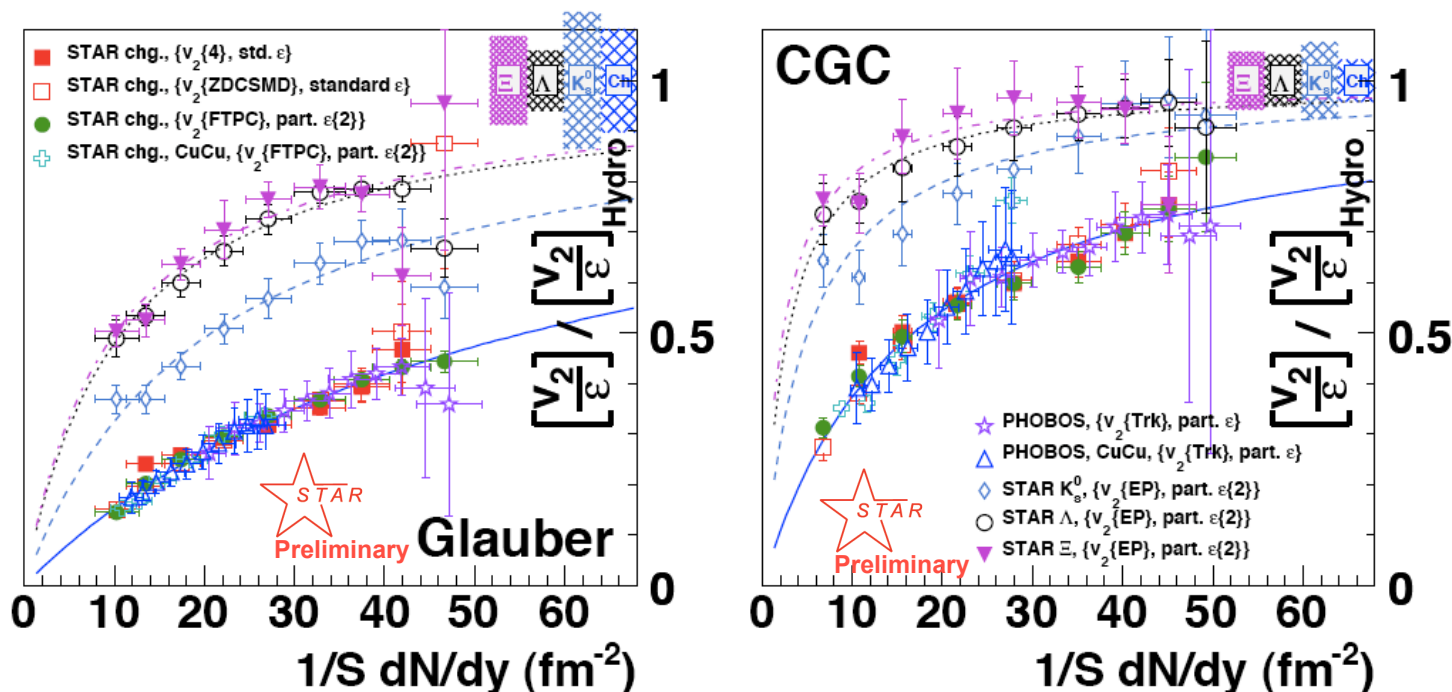 STAR chg., {v₂{4}, std. ε}
STAR chg., {v₂{ZDCSMD}, standard ε}
STAR chg., {v₂{FTPC}, part. ε{2}}
STAR chg., CuCu, {v₂{FTPC}, part. ε{2}}
Ξ Λ K⁰ₛ Ch
1
0.5
0
[v₂/ε] / [v₂/ε]Hydro
STAR
Preliminary
Glauber
0 10 20 30 40 50 60
1/S dN/dy (fm⁻²)
CGC
Ξ Λ K⁰ₛ Ch
1
0.5
0
[v₂/ε] / [v₂/ε]Hydro
PHOBOS, {v₂{Trk}, part. ε}
PHOBOS, CuCu, {v₂{Trk}, part. ε}
STAR K⁰ₛ, {v₂{EP}, part. ε{2}}
STAR Λ, {v₂{EP}, part. ε{2}}
STAR Ξ, {v₂{EP}, part. ε{2}}
STAR
Preliminary
0 10 20 30 40 50 60
1/S dN/dy (fm⁻²)